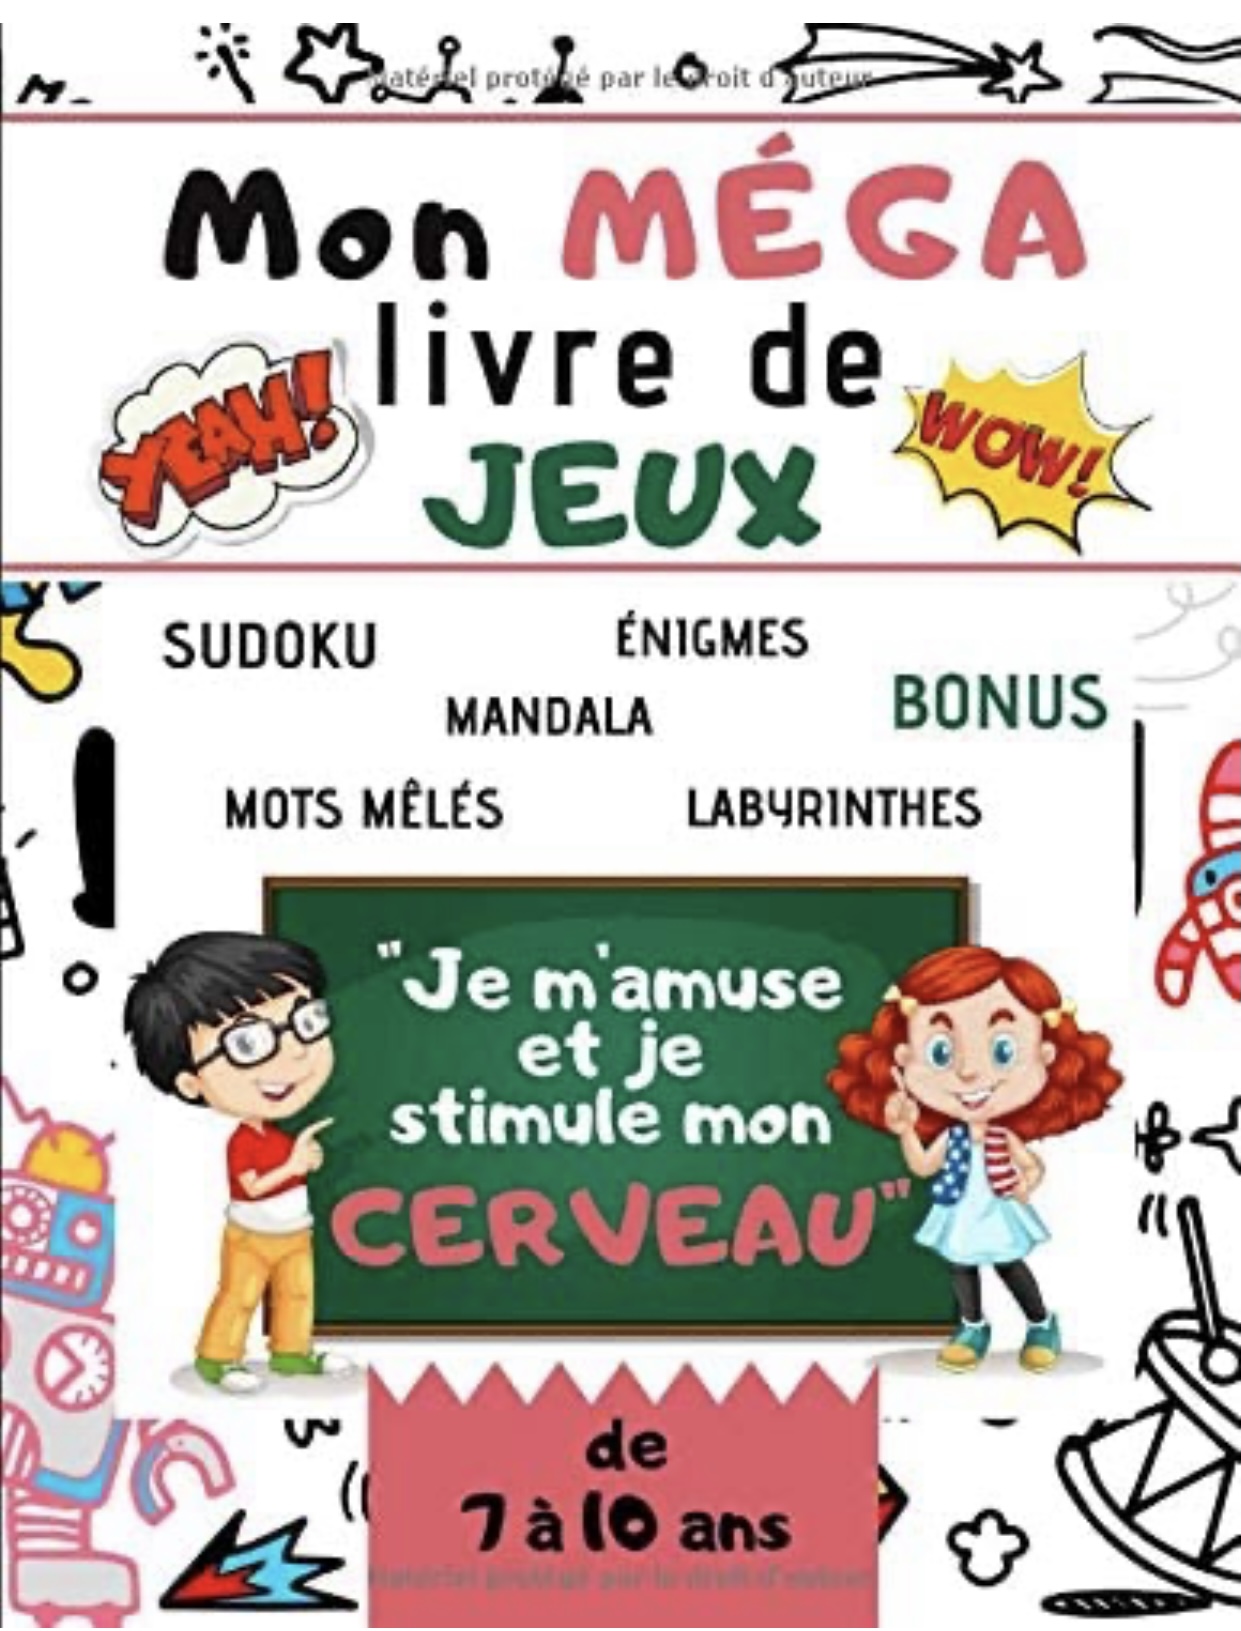 Matériel protégé par le droit d'auteur
Mon MÉGA
livre de
YEAH!
WOW!
JEUX
SUDOKU
ÉNIGMES
MANDALA
BONUS
MOTS MÊLÉS
LABYRINTHES
"Je m'amuse
et je
stimule mon
CERVEAU"
de
7 à 10 ans
Matériel protégé par le droit d'auteur